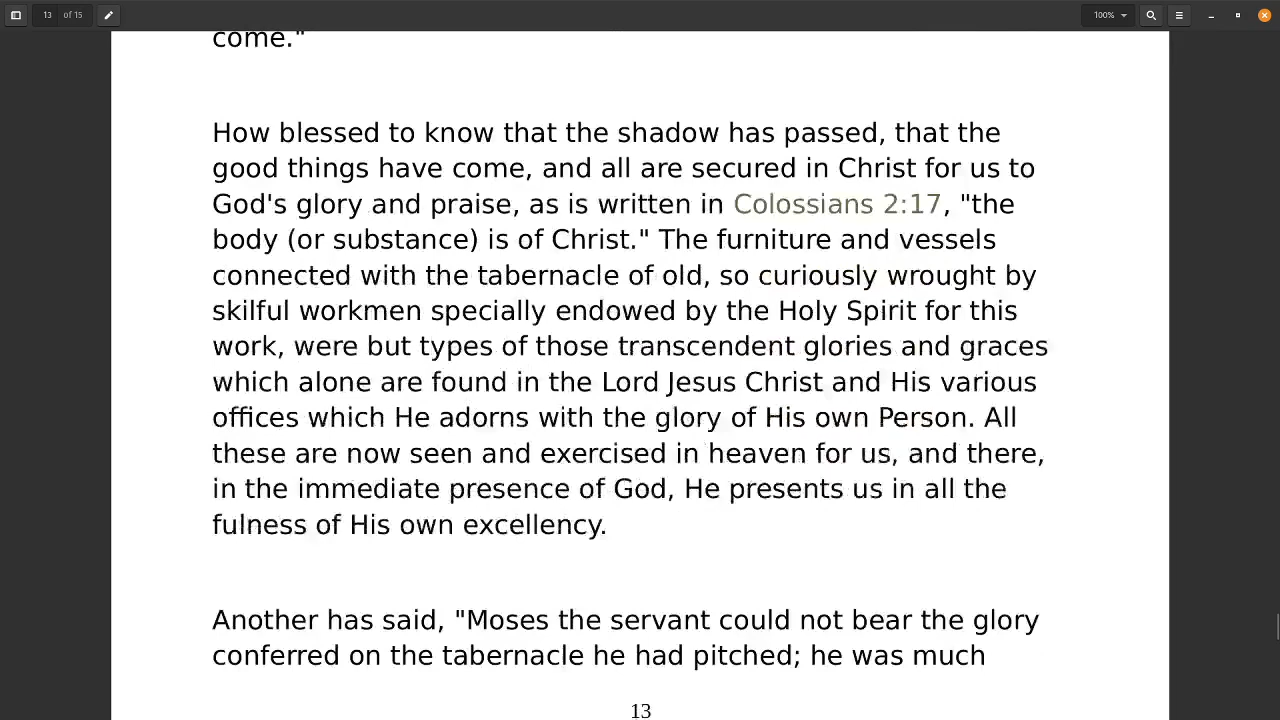 13 of 15
100%
come."
How blessed to know that the shadow has passed, that the
good things have come, and all are secured in Christ for us to
God's glory and praise, as is written in Colossians 2:17, "the
body (or substance) is of Christ." The furniture and vessels
connected with the tabernacle of old, so curiously wrought by
skilful workmen specially endowed by the Holy Spirit for this
work, were but types of those transcendent glories and graces
which alone are found in the Lord Jesus Christ and His various
offices which He adorns with the glory of His own Person. All
these are now seen and exercised in heaven for us, and there,
in the immediate presence of God, He presents us in all the
fulness of His own excellency.
Another has said, "Moses the servant could not bear the glory
conferred on the tabernacle he had pitched; he was much
13